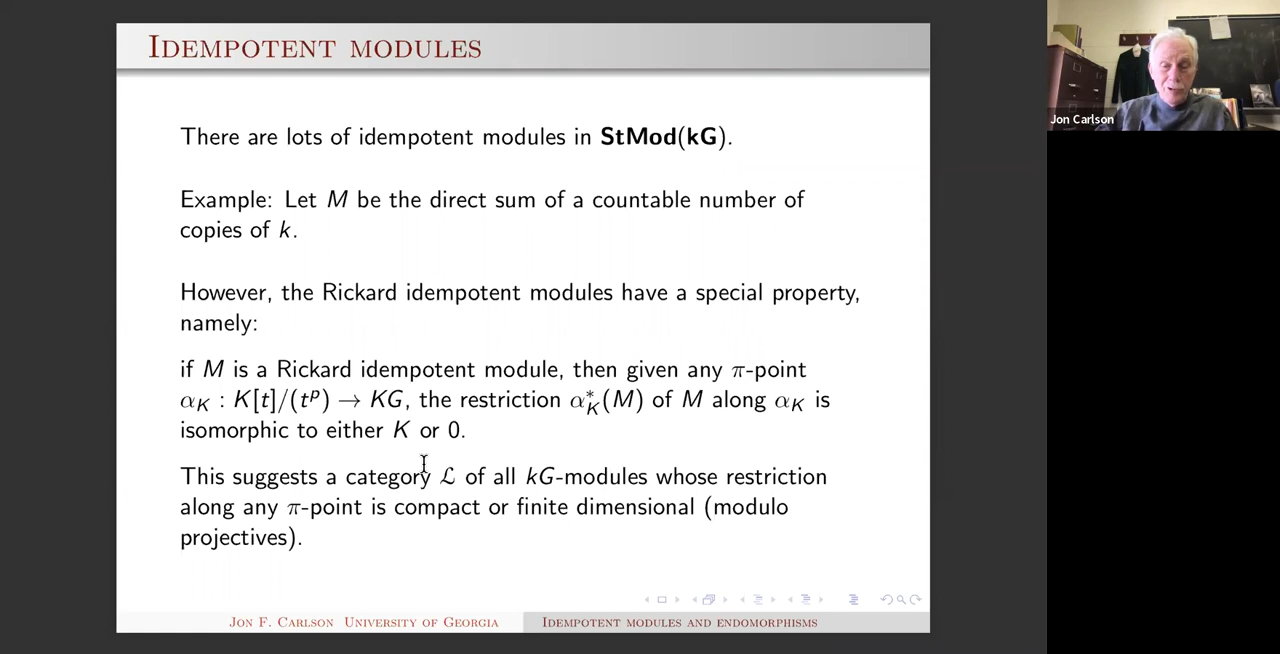 Idempotent modules
There are lots of idempotent modules in StMod(kG).
Example: Let M be the direct sum of a countable number of
copies of k.
However, the Rickard idempotent modules have a special property,
namely:
if M is a Rickard idempotent module, then given any π-point
α_K : K[t]/(t^p) → KG, the restriction α*_K(M) of M along α_K is
isomorphic to either K or 0.
This suggests a category ℒ of all kG-modules whose restriction
along any π-point is compact or finite dimensional (modulo
projectives).
Jon F. Carlson University of Georgia
Idempotent modules and endomorphisms
Jon Carlson